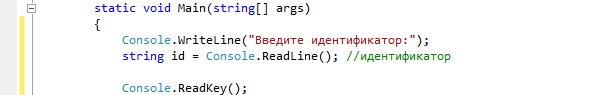 static void Main(string[] args)
{
Console.WriteLine("Введите идентификатор:");
string id = Console.ReadLine(); //идентификатор
Console.ReadKey();